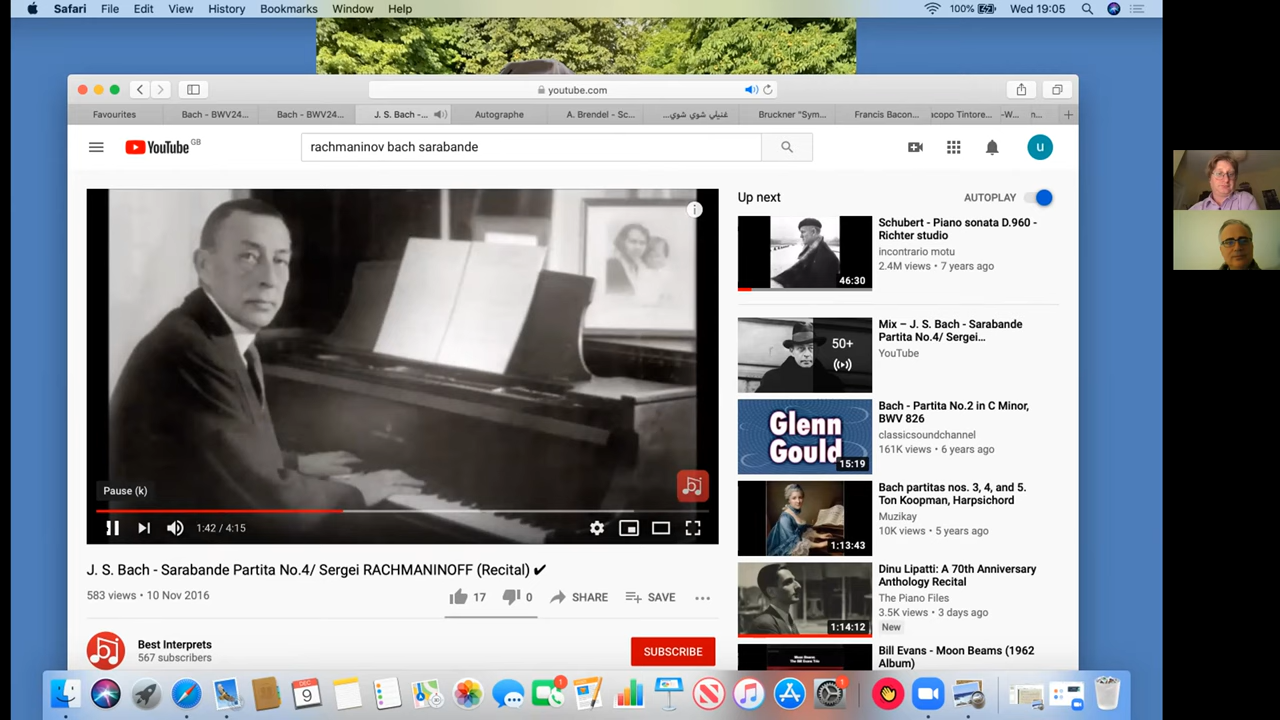 Safari File Edit View History Bookmarks Window Help 100% Wed 19:05
youtube.com
Favourites Bach - BWV24... Bach - BWV24... J. S. Bach -... Autographe A. Brendel - Sc... غنيلي شوي شوي... Bruckner "Sym... Francis Bacon... acopo Tintore... -W... n...
YouTube GB
rachmaninov bach sarabande
u
Up next AUTOPLAY
Schubert - Piano sonata D.960 -
Richter studio
incontrario motu
2.4M views • 7 years ago
46:30
Mix – J. S. Bach - Sarabande
Partita No.4/ Sergei...
YouTube
50+
Bach - Partita No.2 in C Minor,
BWV 826
classicsoundchannel
161K views • 6 years ago
Glenn
Gould
15:19
Bach partitas nos. 3, 4, and 5.
Ton Koopman, Harpsichord
Muzikay
10K views • 5 years ago
1:13:43
Dinu Lipatti: A 70th Anniversary
Anthology Recital
The Piano Files
3.5K views • 3 days ago
New
1:14:12
Bill Evans - Moon Beams (1962
Album)
Pause (k)
1:42 / 4:15
J. S. Bach - Sarabande Partita No.4/ Sergei RACHMANINOFF (Recital) ✔
583 views • 10 Nov 2016
17 0 SHARE SAVE
Best Interprets
567 subscribers
SUBSCRIBE
DEC
9
1
1